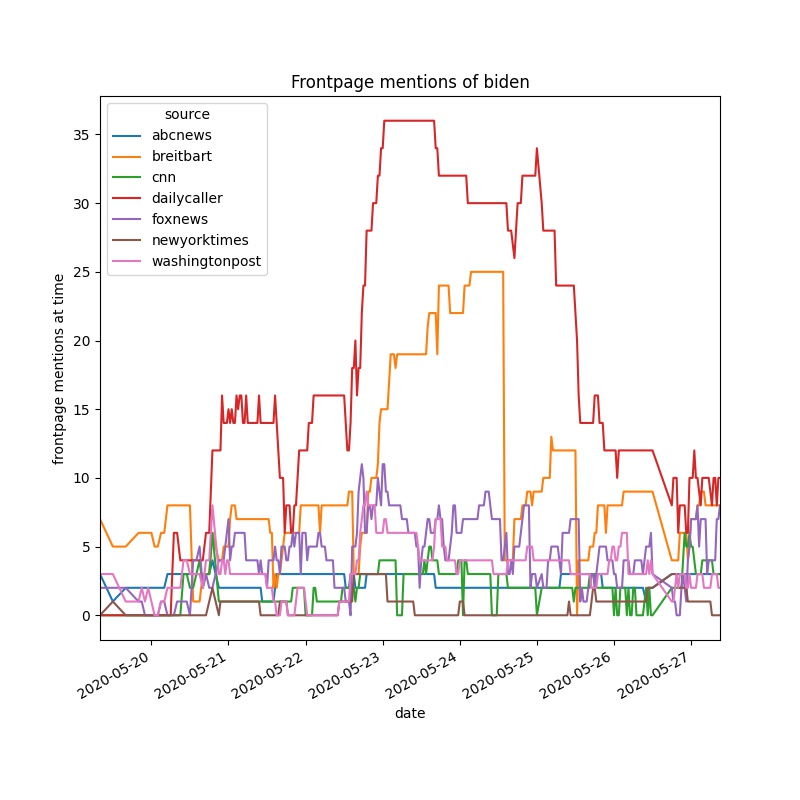 Frontpage mentions of biden
source
abcnews
breitbart
cnn
dailycaller
foxnews
newyorktimes
washingtonpost
frontpage mentions at time
35
30
25
20
15
10
5
0
2020-05-20
2020-05-21
2020-05-22
2020-05-23
2020-05-24
2020-05-25
2020-05-26
2020-05-27
date